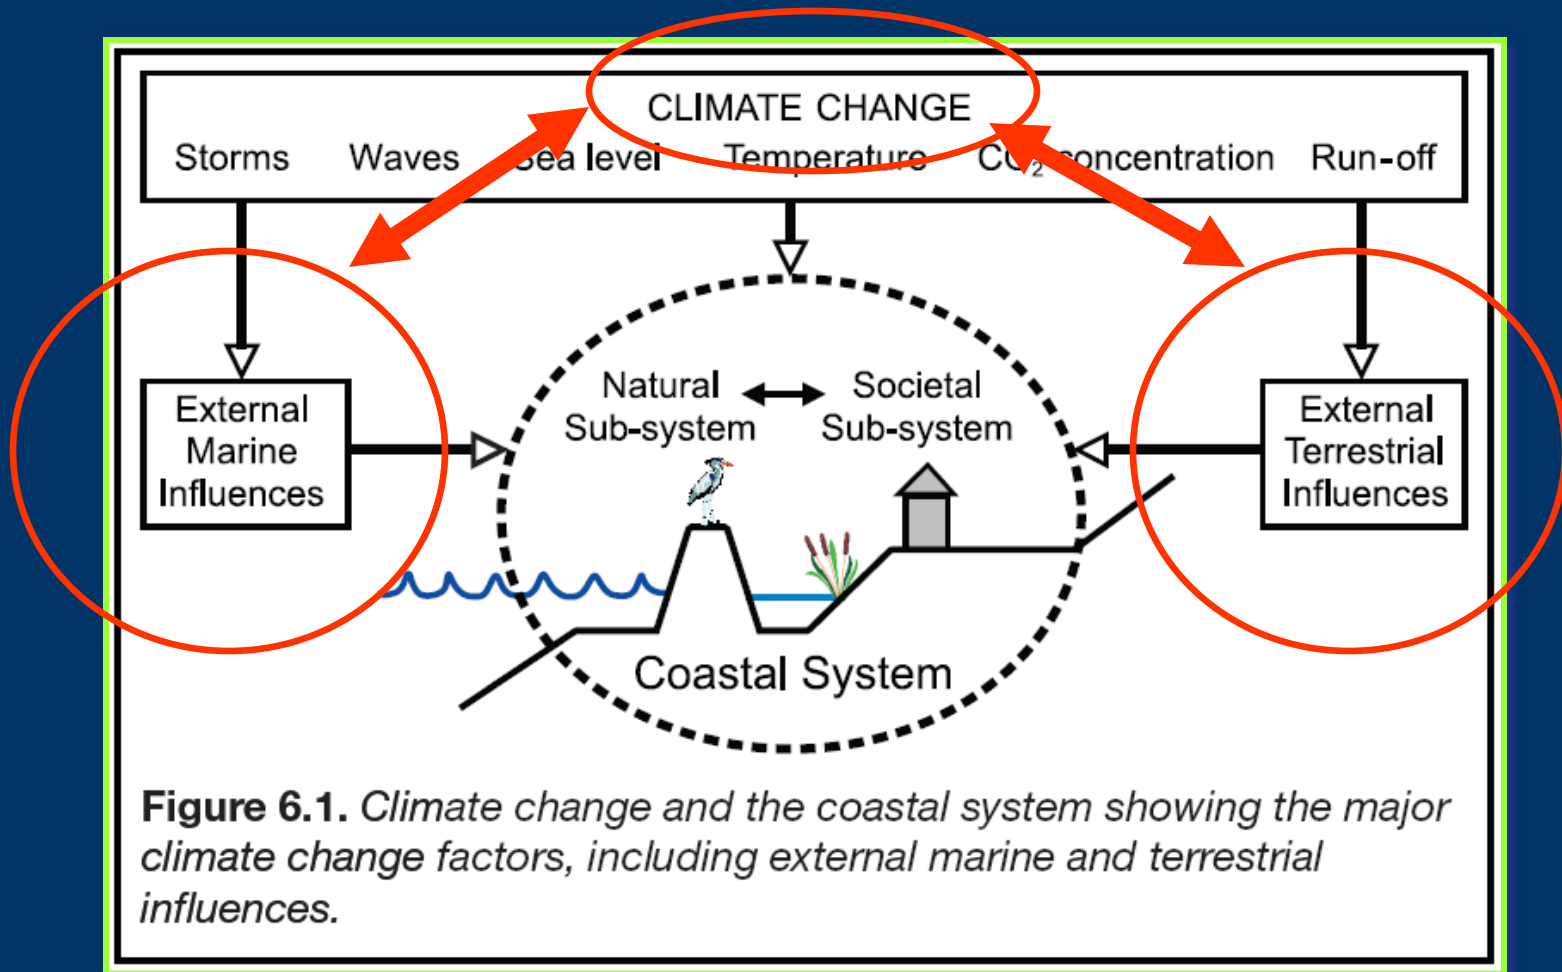 CLIMATE CHANGE
Storms Waves Sea level Temperature CO₂ concentration Run-off
Natural Sub-system
Societal Sub-system
External
Marine
Influences
External
Terrestrial
Influences
Coastal System
Figure 6.1. Climate change and the coastal system showing the major
climate change factors, including external marine and terrestrial
influences.